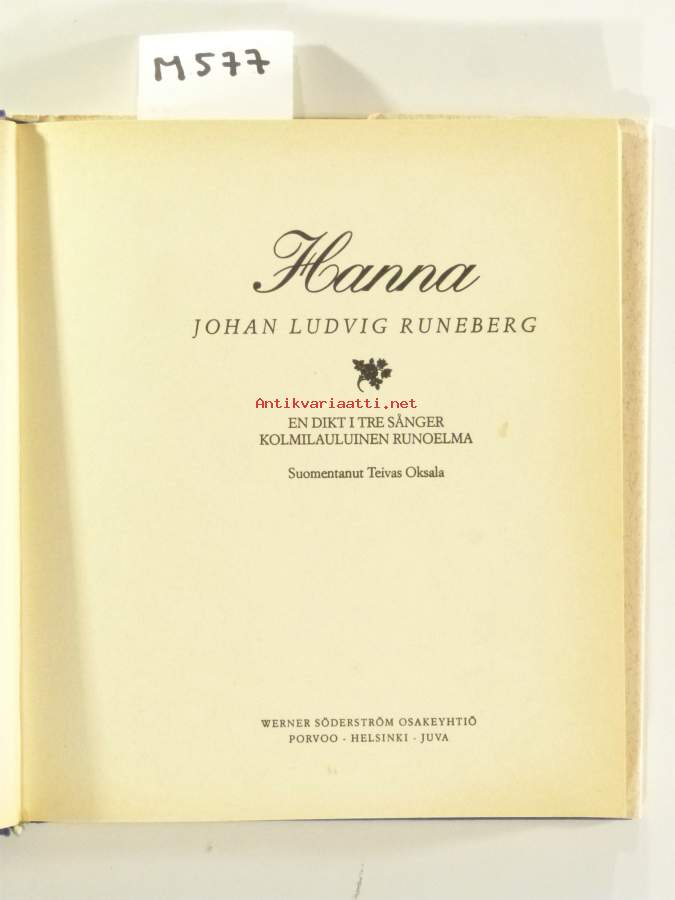 M577
Hanna
JOHAN LUDVIG RUNEBERG
Antikvariaatti.net
EN DIKT I TRE SÅNGER
KOLMILAULUINEN RUNOELMA
Suomentanut Teivas Oksala
WERNER SÖDERSTRÖM OSAKEYHTIÖ
PORVOO - HELSINKI - JUVA